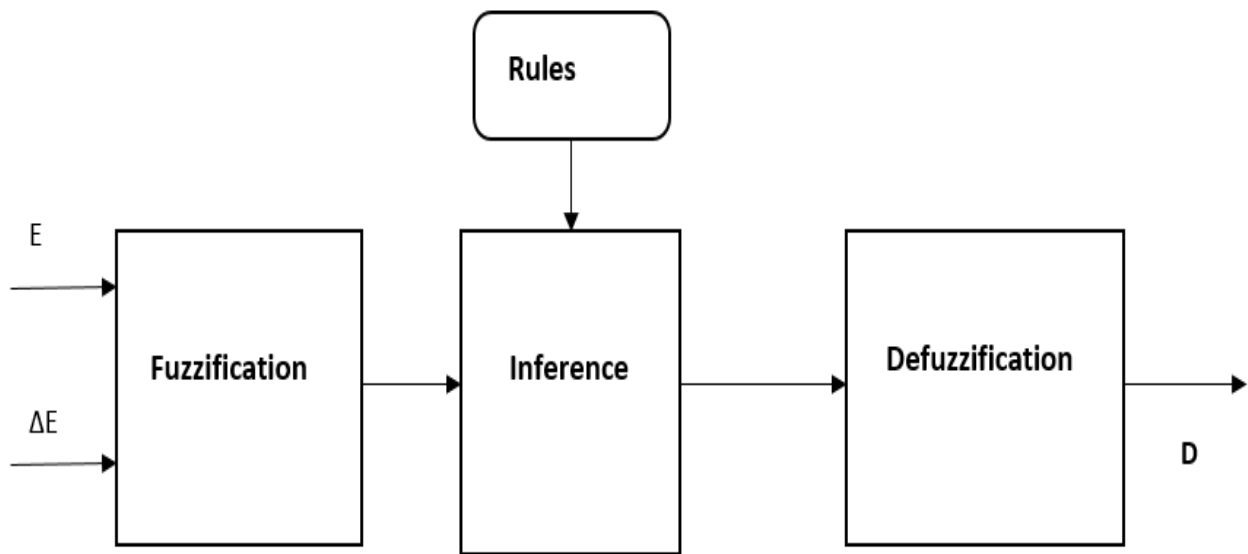 Rules
E
Fuzzification
Inference
Defuzzification
ΔE
D